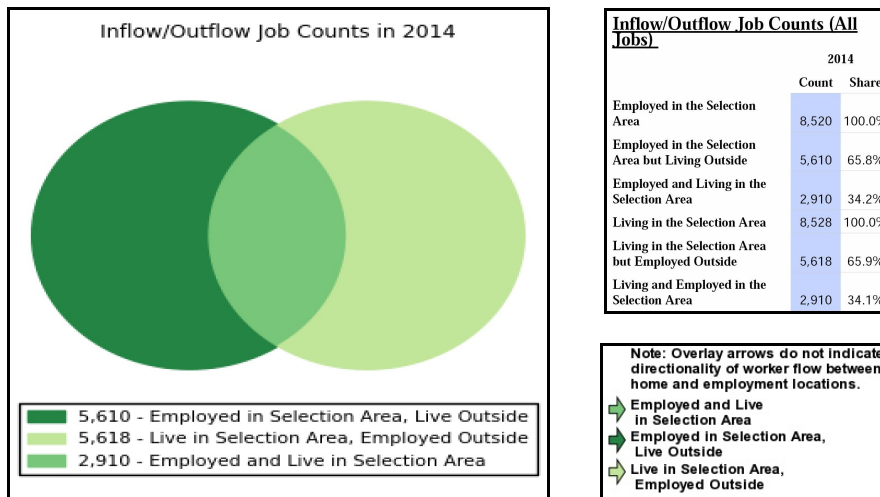 Inflow/Outflow Job Counts in 2014
5,610 - Employed in Selection Area, Live Outside
5,618 - Live in Selection Area, Employed Outside
2,910 - Employed and Live in Selection Area
Inflow/Outflow Job Counts (All
Jobs)
2014
Count Share
Employed in the Selection
Area 8,520 100.0%
Employed in the Selection
Area but Living Outside 5,610 65.8%
Employed and Living in the
Selection Area 2,910 34.2%
Living in the Selection Area 8,528 100.0%
Living in the Selection Area
but Employed Outside 5,618 65.9%
Living and Employed in the
Selection Area 2,910 34.1%
Note: Overlay arrows do not indicate
directionality of worker flow between
home and employment locations.
Employed and Live
in Selection Area
Employed in Selection Area,
Live Outside
Live in Selection Area,
Employed Outside